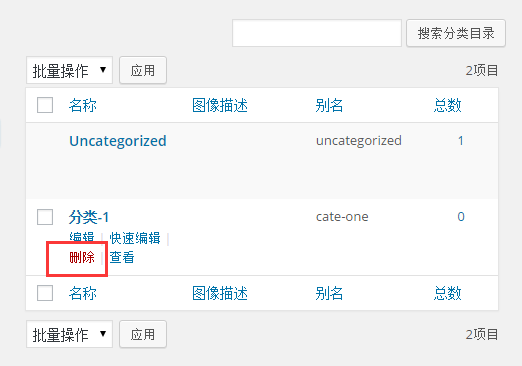 搜索分类目录
批量操作 应用 2项目
名称 图像描述 别名 总数
Uncategorized uncategorized 1
分类-1 cate-one 0
编辑 | 快速编辑 |
删除 | 查看
名称 图像描述 别名 总数
批量操作 应用 2项目